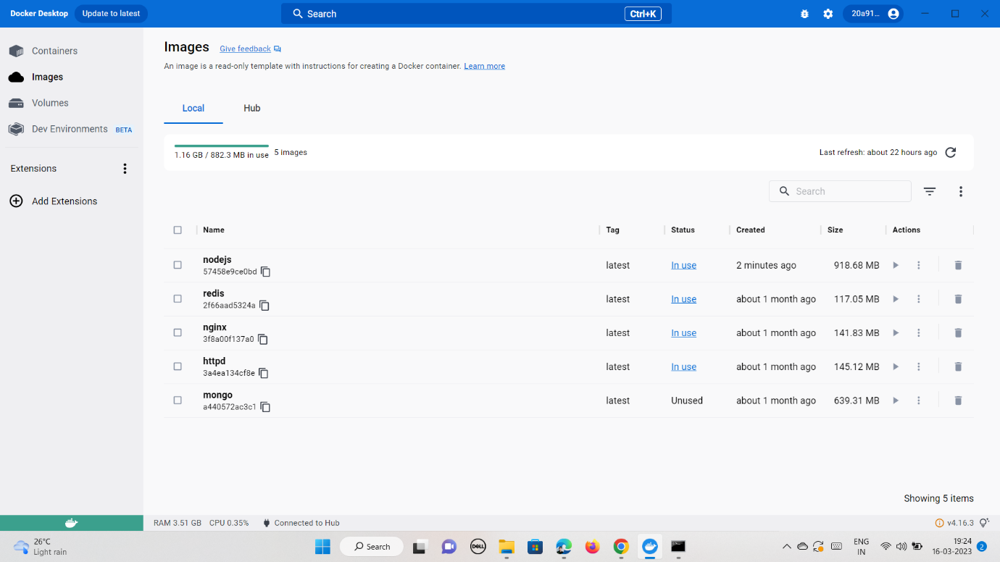 Docker Desktop Update to latest Search Ctrl+K 20a91...
Containers
Images
Volumes
Dev Environments BETA
Extensions
Add Extensions
Images Give feedback
An image is a read-only template with instructions for creating a Docker container. Learn more
Local Hub
1.16 GB / 882.3 MB in use 5 images Last refresh: about 22 hours ago
Search
Name Tag Status Created Size Actions
nodejs
57458e9ce0bd latest In use 2 minutes ago 918.68 MB
redis
2f66aad5324a latest In use about 1 month ago 117.05 MB
nginx
3f8a00f137a0 latest In use about 1 month ago 141.83 MB
httpd
3a4ea134cf8e latest In use about 1 month ago 145.12 MB
mongo
a440572ac3c1 latest Unused about 1 month ago 639.31 MB
Showing 5 items
RAM 3.51 GB CPU 0.35% Connected to Hub v4.16.3
26°C
Light rain
Search
DELL
ENG
IN
19:24
16-03-2023
2